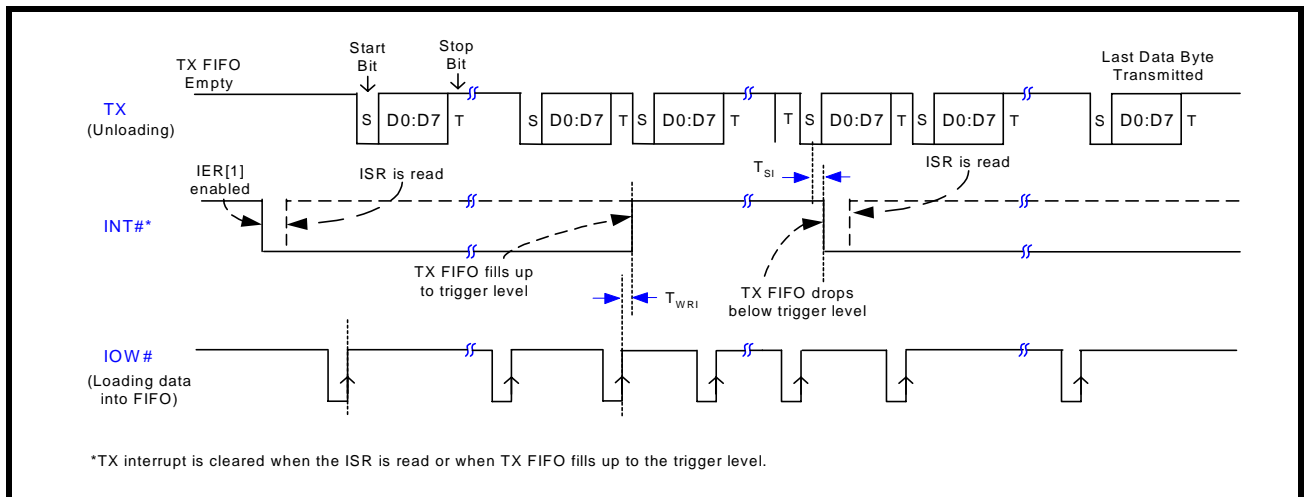 Start
Bit
Stop
Bit
TX FIFO
Empty
Last Data Byte
Transmitted
TX
(Unloading)
S D0:D7 T S D0:D7 T S D0:D7 T T S D0:D7 T S D0:D7 T S D0:D7 T
IER[1]
enabled
ISR is read
TSI
ISR is read
INT#*
TX FIFO fills up
to trigger level
TWRI
TX FIFO drops
below trigger level
IOW#
(Loading data
into FIFO)
*TX interrupt is cleared when the ISR is read or when TX FIFO fills up to the trigger level.